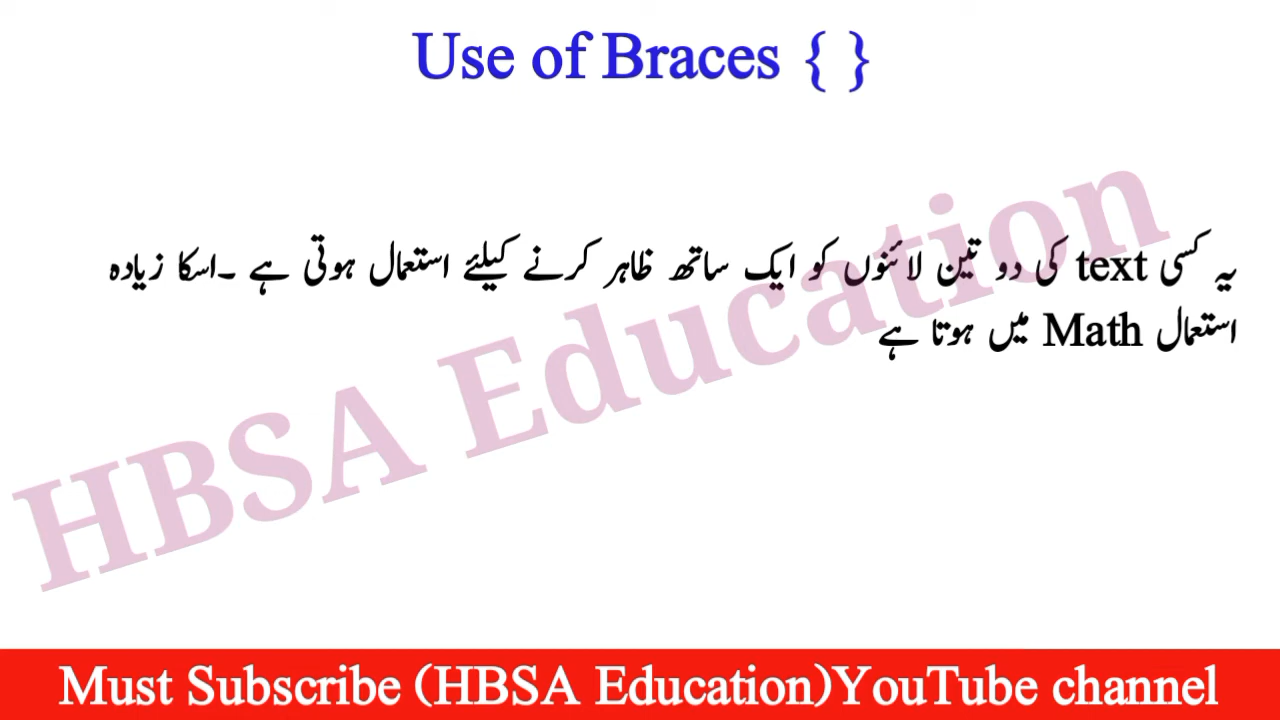 Use of Braces { }
یہ کسی text کی دو تین لائنوں کو ایک ساتھ ظاہر کرنے کیلئے استعمال ہوتی ہے ۔اسکا زیادہ
استعمال Math میں ہوتا ہے
HBSA Education
Must Subscribe (HBSA Education)YouTube channel